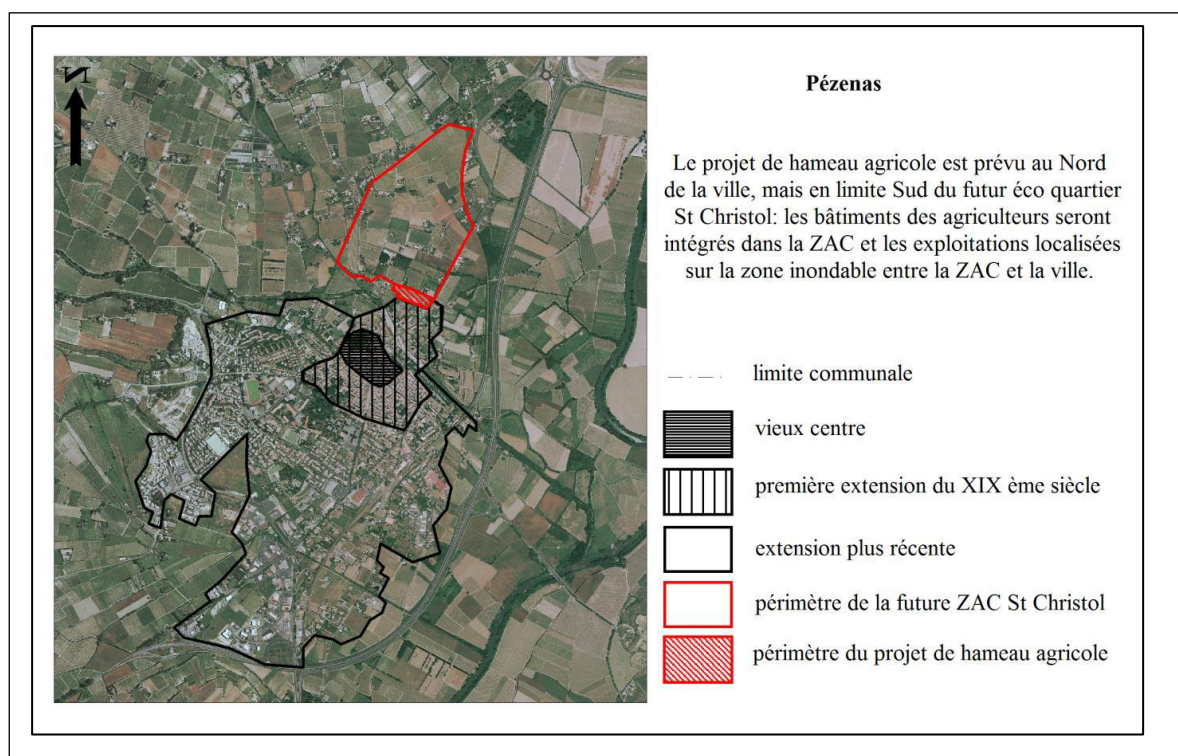 N
Pézenas
Le projet de hameau agricole est prévu au Nord
de la ville, mais en limite Sud du futur éco quartier
St Christol: les bâtiments des agriculteurs seront
intégrés dans la ZAC et les exploitations localisées
sur la zone inondable entre la ZAC et la ville.
limite communale
vieux centre
première extension du XIX ème siècle
extension plus récente
périmètre de la future ZAC St Christol
périmètre du projet de hameau agricole